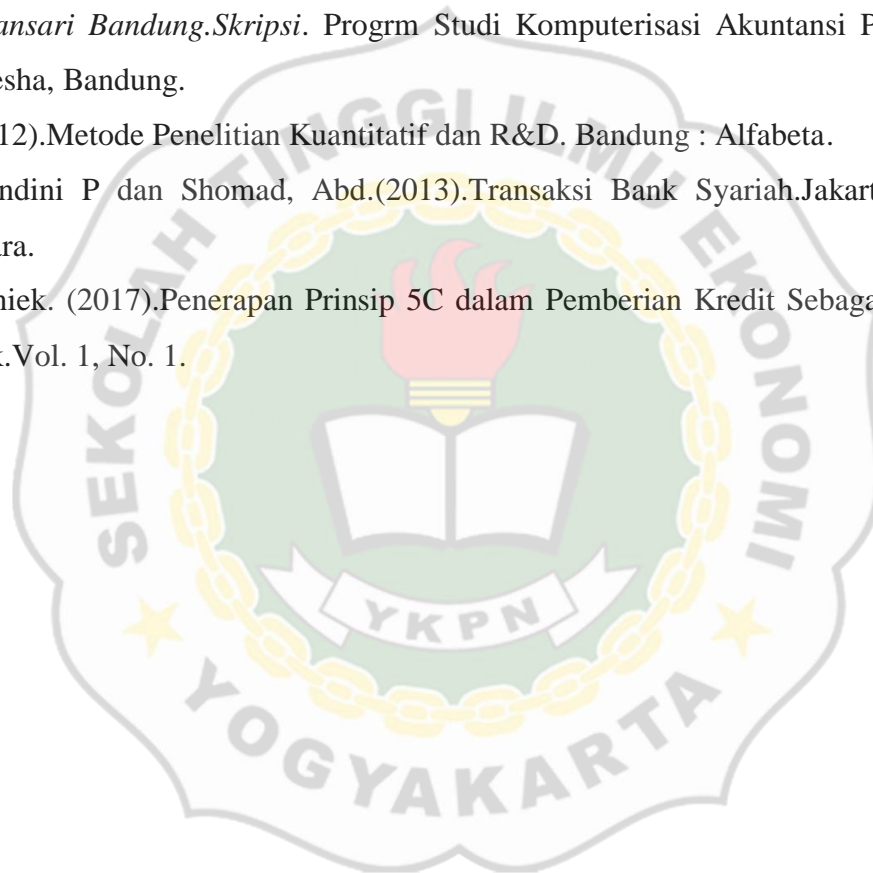 ansari Bandung.Skripsi. Progrm Studi Komputerisasi Akuntansi P
esha, Bandung.
12).Metode Penelitian Kuantitatif dan R&D. Bandung : Alfabeta.
ndini P dan Shomad, Abd.(2013).Transaksi Bank Syariah.Jakart
ara.
niek. (2017).Penerapan Prinsip 5C dalam Pemberian Kredit Sebaga
k.Vol. 1, No. 1.
SEKOLAH TINGGI ILMU EKONOMI
YKPN
YOGYAKARTA